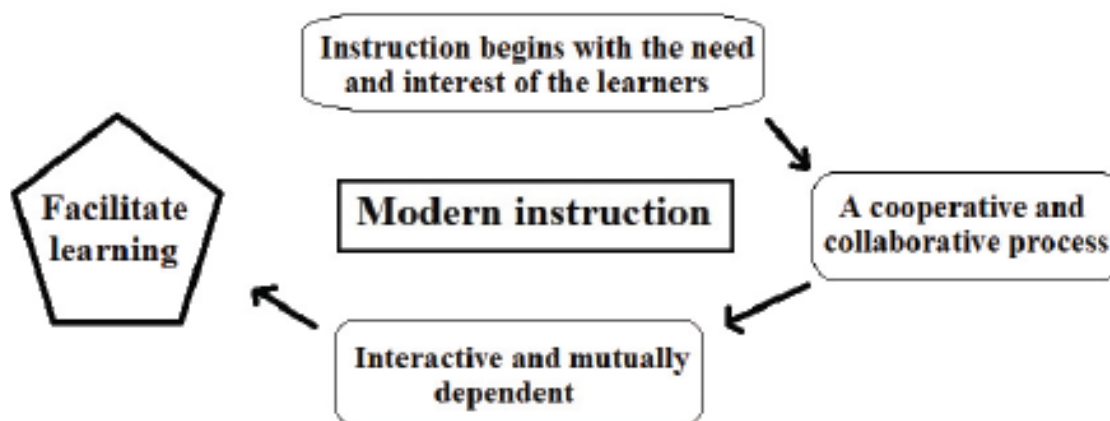 Instruction begins with the need
and interest of the learners
Facilitate
learning
Modern instruction
A cooperative and
collaborative process
Interactive and mutually
dependent